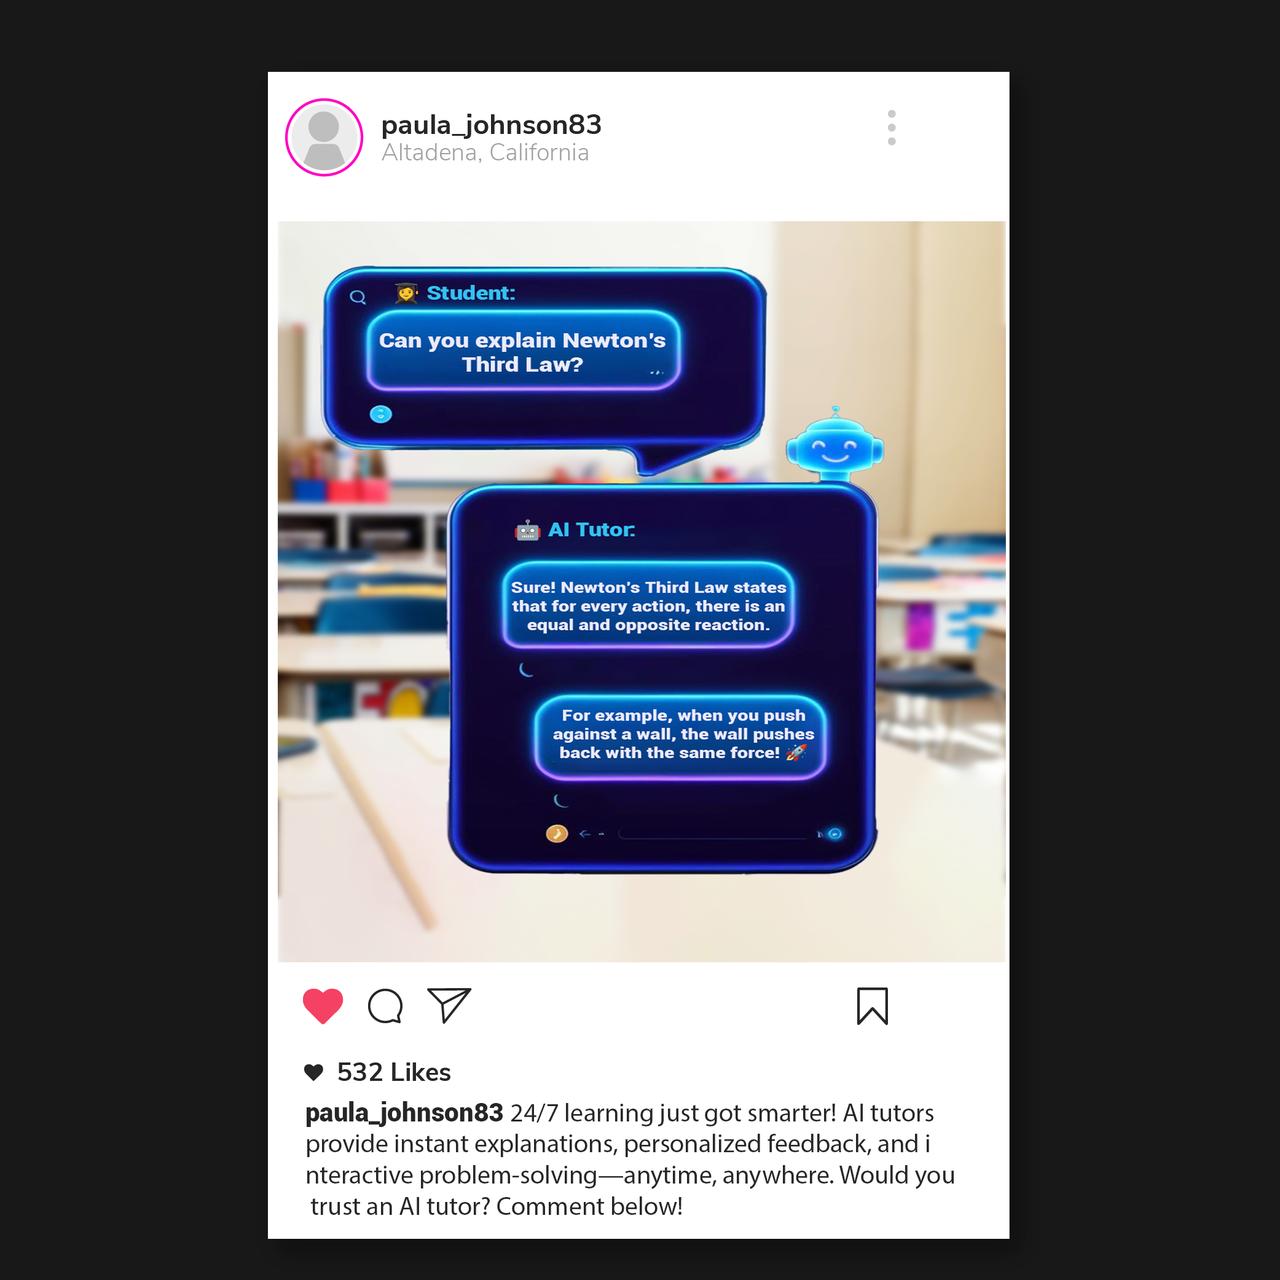 paula_johnson83
Altadena, California
Student:
Can you explain Newton's
Third Law?
AI Tutor:
Sure! Newton's Third Law states
that for every action, there is an
equal and opposite reaction.
For example, when you push
against a wall, the wall pushes
back with the same force! 🚀
532 Likes
paula_johnson83 24/7 learning just got smarter! AI tutors
provide instant explanations, personalized feedback, and i
nteractive problem-solving—anytime, anywhere. Would you
trust an AI tutor? Comment below!